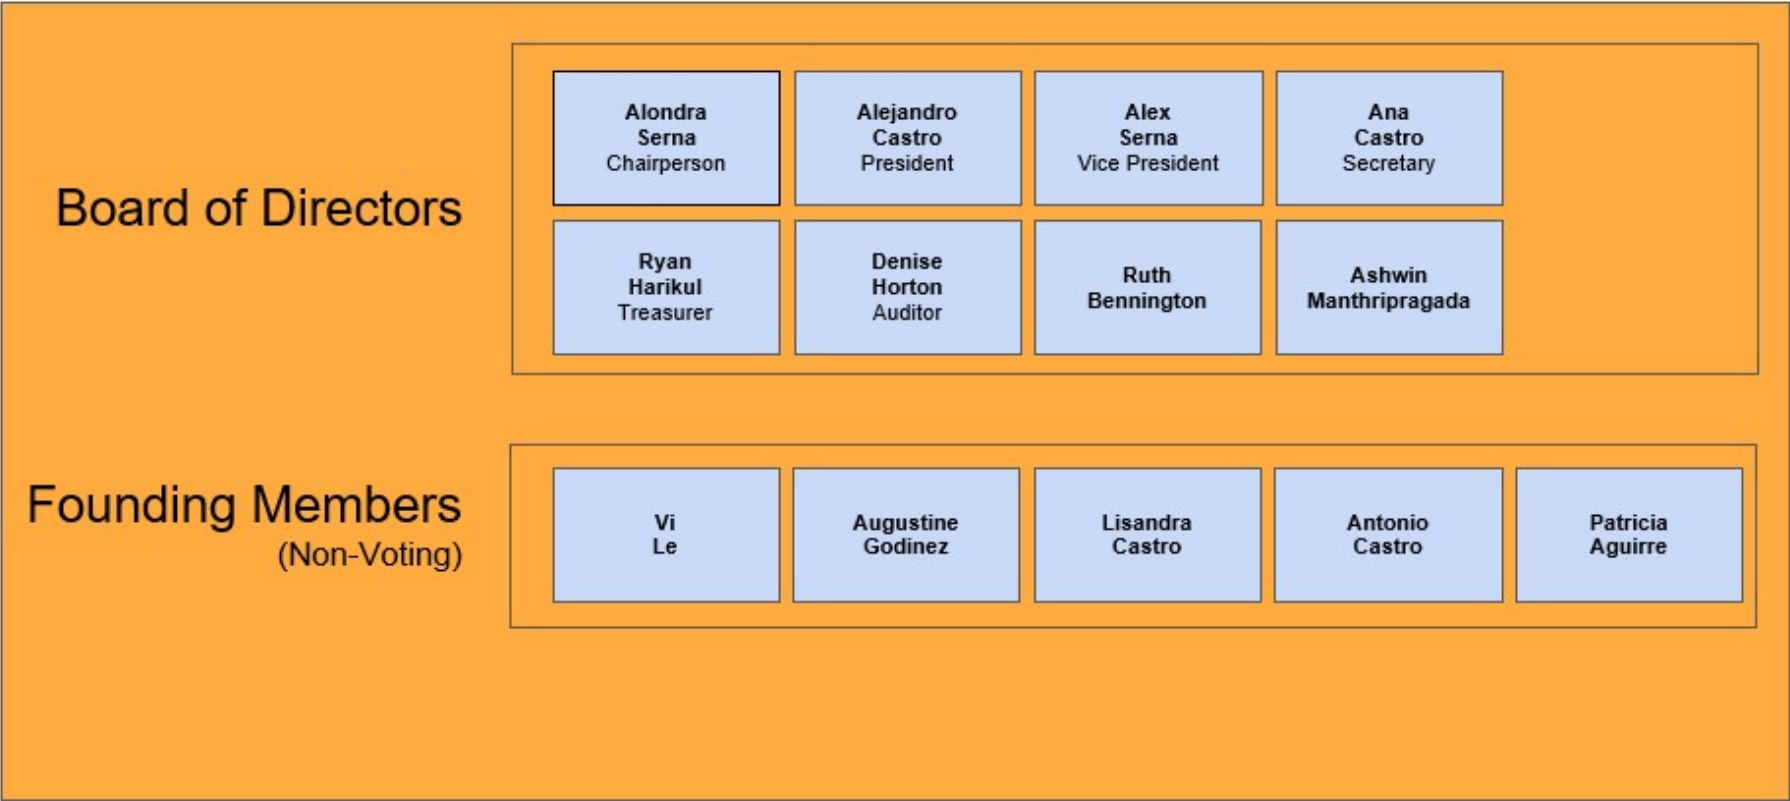 Board of Directors
Alondra
Serna
Chairperson
Alejandro
Castro
President
Alex
Serna
Vice President
Ana
Castro
Secretary
Ryan
Harikul
Treasurer
Denise
Horton
Auditor
Ruth
Bennington
Ashwin
Manthripragada
Founding Members
(Non-Voting)
Vi
Le
Augustine
Godinez
Lisandra
Castro
Antonio
Castro
Patricia
Aguirre